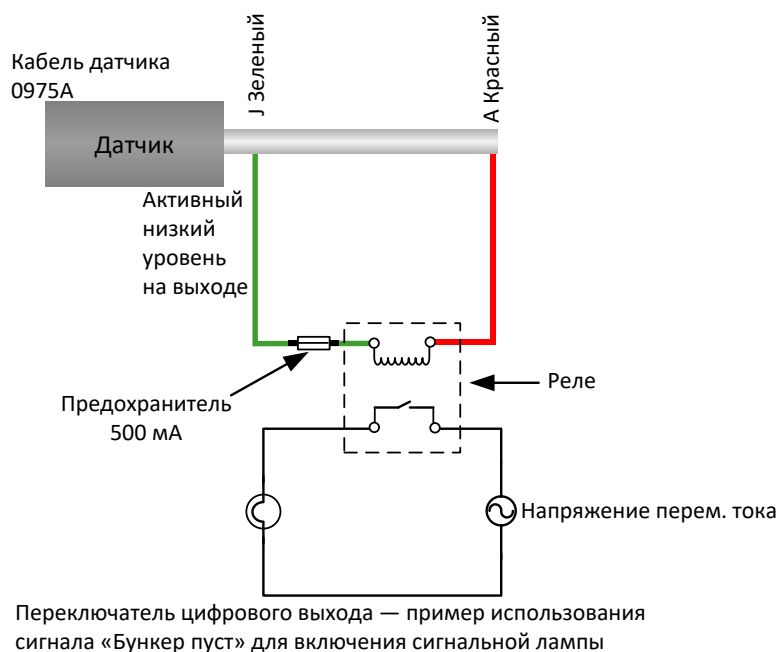 J Зеленый
А Красный
Кабель датчика
0975A
Датчик
Активный
низкий
уровень
на выходе
Предохранитель
500 мА
Реле
Напряжение перем. тока
Переключатель цифрового выхода — пример использования
сигнала «Бункер пуст» для включения сигнальной лампы